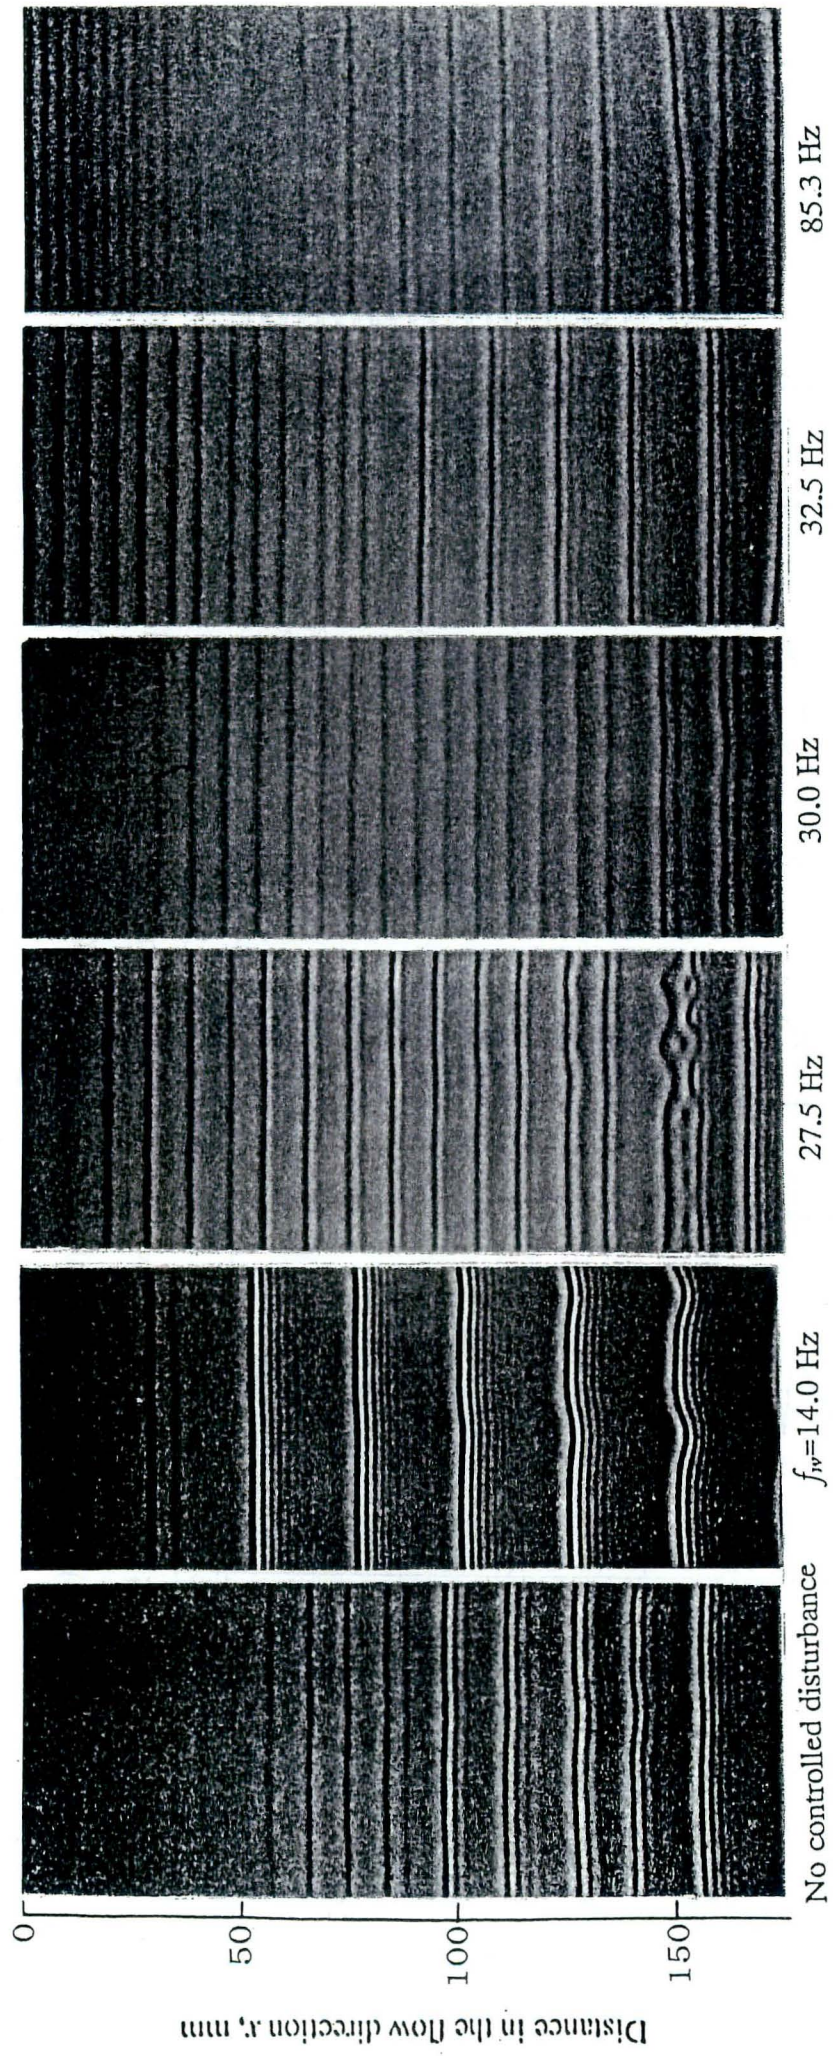 0
50
100
150
Distance in the flow direction x, mm
No controlled disturbance
f_w=14.0 Hz
27.5 Hz
30.0 Hz
32.5 Hz
85.3 Hz